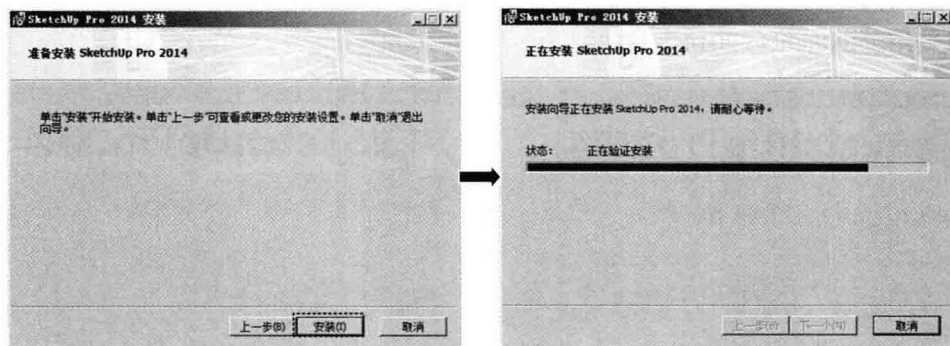 SketchUp Pro 2014 安装
准备安装 SketchUp Pro 2014
单击"安装"开始安装。单击"上一步"可查看或更改您的安装设置。单击"取消"退出
向导。
上一步(B)
安装(I)
取消
SketchUp Pro 2014 安装
正在安装 SketchUp Pro 2014
安装向导正在安装 SketchUp Pro 2014，请耐心等待。
状态： 正在验证安装
上一步(B)
下一个(N)
取消